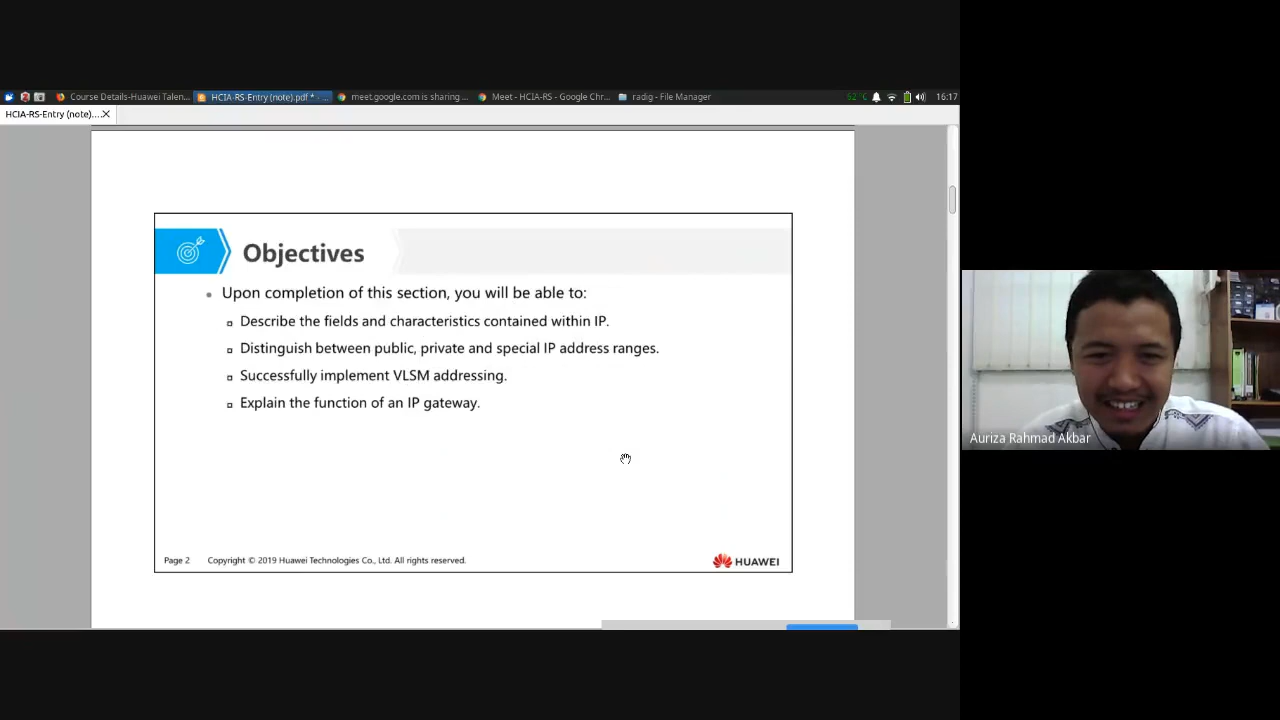 Course Details-Huawei Talen...
HCIA-RS-Entry (note).pdf * - ...
meet.google.com is sharing ...
Meet - HCIA-RS - Google Chr...
radig - File Manager
52°C
16:17
HCIA-RS-Entry (note)....
Objectives
Upon completion of this section, you will be able to:
Describe the fields and characteristics contained within IP.
Distinguish between public, private and special IP address ranges.
Successfully implement VLSM addressing.
Explain the function of an IP gateway.
Page 2
Copyright © 2019 Huawei Technologies Co., Ltd. All rights reserved.
HUAWEI
Auriza Rahmad Akbar